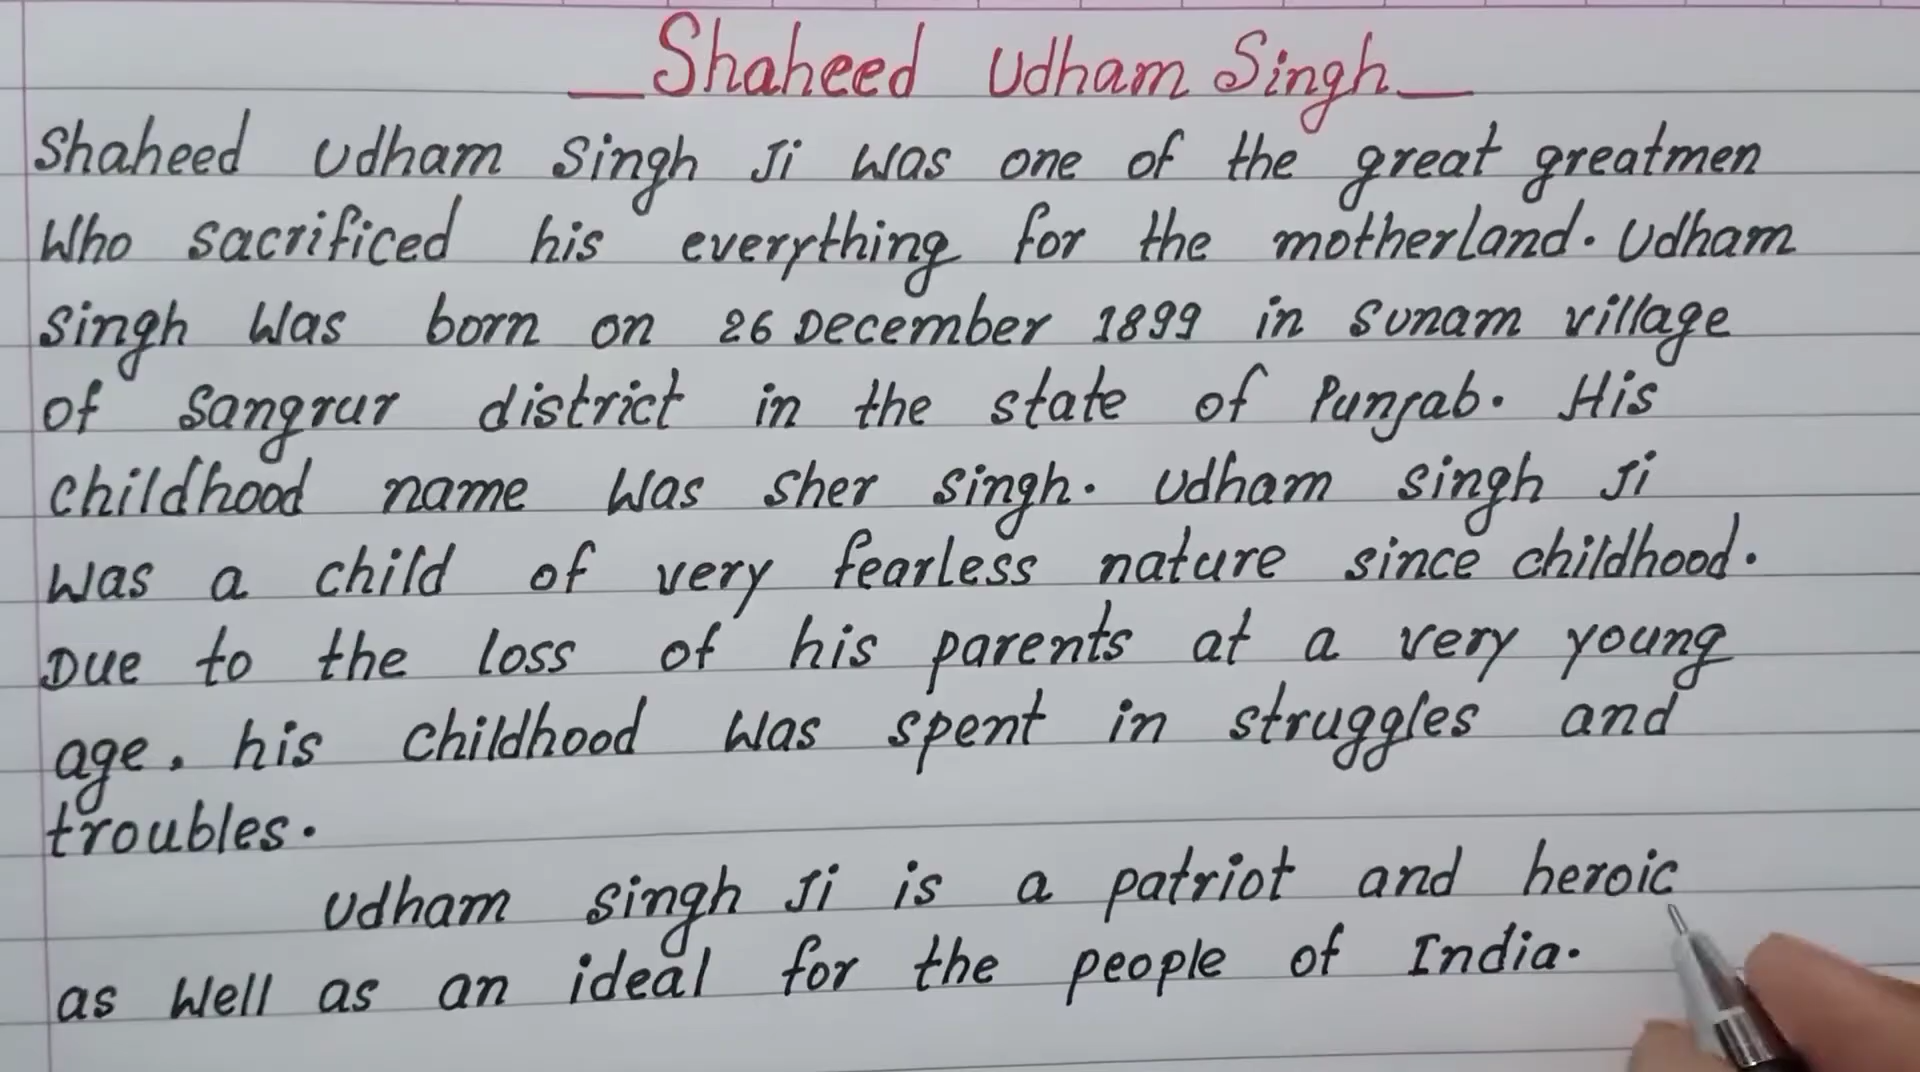 Shaheed Udham Singh
Shaheed Udham Singh Ji was one of the great greatmen
Who sacrificed his everything for the motherland. Udham
Singh was born on 26 December 1899 in Sunam village
of Sangrur district in the state of Punjab. His
childhood name was Sher Singh. Udham Singh Ji
was a child of very fearless nature since childhood.
Due to the loss of his parents at a very young
age. his childhood was spent in struggles and
troubles.
Udham Singh Ji is a patriot and heroic
as well as an ideal for the people of India.